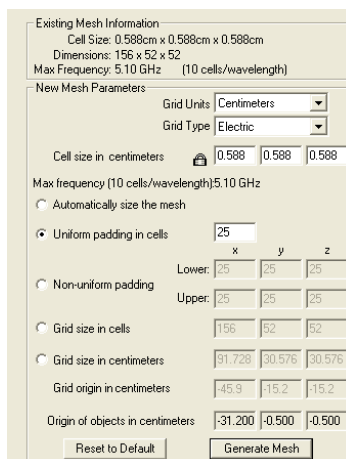 Existing Mesh Information
Cell Size: 0.588cm x 0.588cm x 0.588cm
Dimensions: 156 x 52 x 52
Max Frequency: 5.10 GHz (10 cells/wavelength)
New Mesh Parameters
Grid Units Centimeters
Grid Type Electric
Cell size in centimeters 0.588 0.588 0.588
Max frequency (10 cells/wavelength):5.10 GHz
Automatically size the mesh
Uniform padding in cells 25
x y z
Lower: 25 25 25
Non-uniform padding
Upper: 25 25 25
Grid size in cells 156 52 52
Grid size in centimeters 91.728 30.576 30.576
Grid origin in centimeters -45.9 -15.2 -15.2
Origin of objects in centimeters -31.200 -0.500 -0.500
Reset to Default Generate Mesh